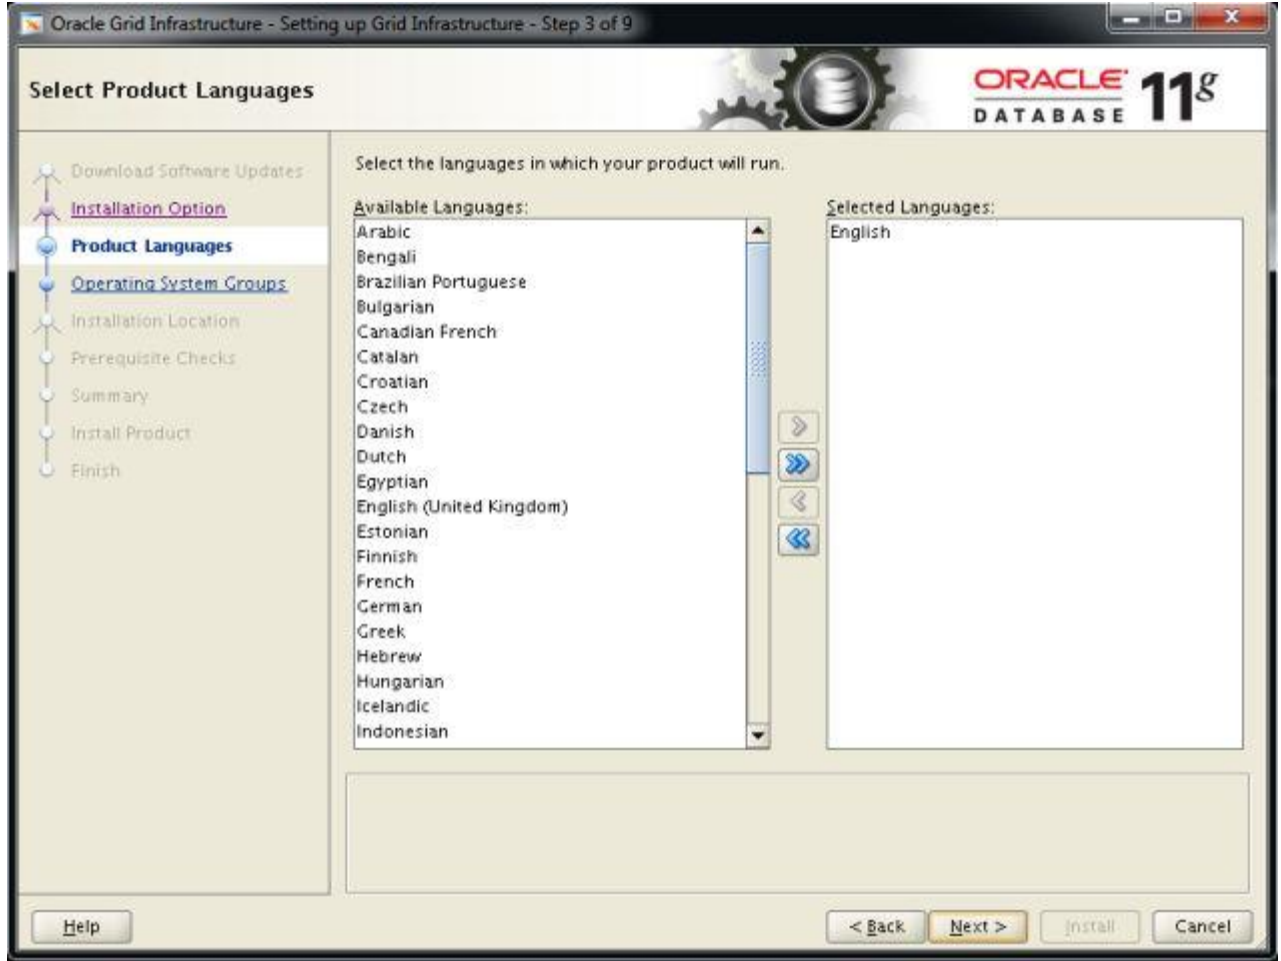 Oracle Grid Infrastructure - Setting up Grid Infrastructure - Step 3 of 9
Select Product Languages
ORACLE
DATABASE
11g
Download Software Updates
Installation Option
Product Languages
Operating System Groups
Installation Location
Prerequisite Checks
Summary
Install Product
Finish
Select the languages in which your product will run.
Available Languages:
Arabic
Bengali
Brazilian Portuguese
Bulgarian
Canadian French
Catalan
Croatian
Czech
Danish
Dutch
Egyptian
English (United Kingdom)
Estonian
Finnish
French
German
Greek
Hebrew
Hungarian
Icelandic
Indonesian
Selected Languages:
English
Help
< Back
Next >
Install
Cancel